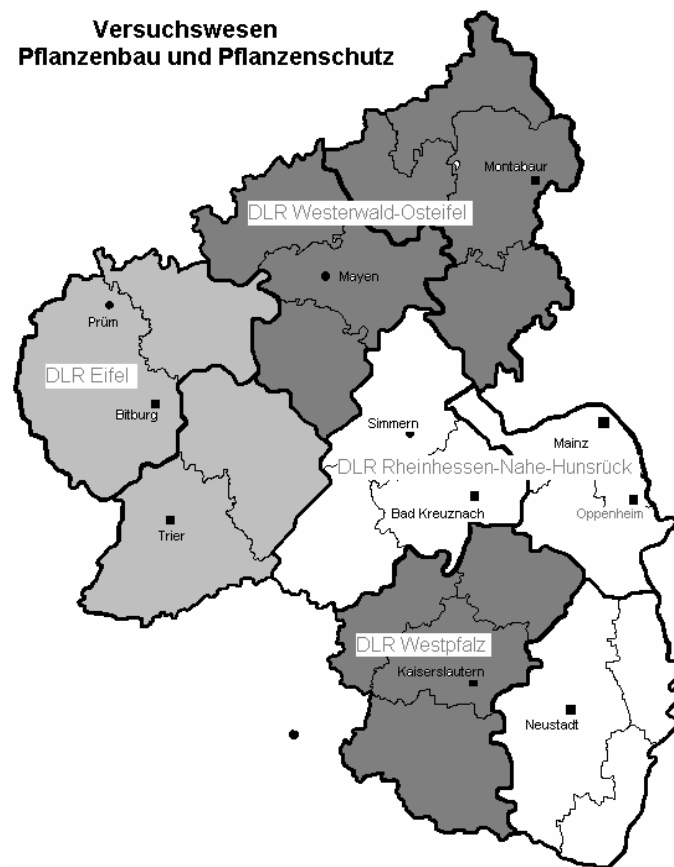 Versuchswesen
Pflanzenbau und Pflanzenschutz
Montabaur
DLR Westerwald-Osteifel
Mayen
Prüm
DLR Eifel
Bitburg
Simmern
Mainz
DLR Rheinhessen-Nahe-Hunsrück
Bad Kreuznach
Oppenheim
Trier
DLR Westpfalz
Kaiserslautern
Neustadt